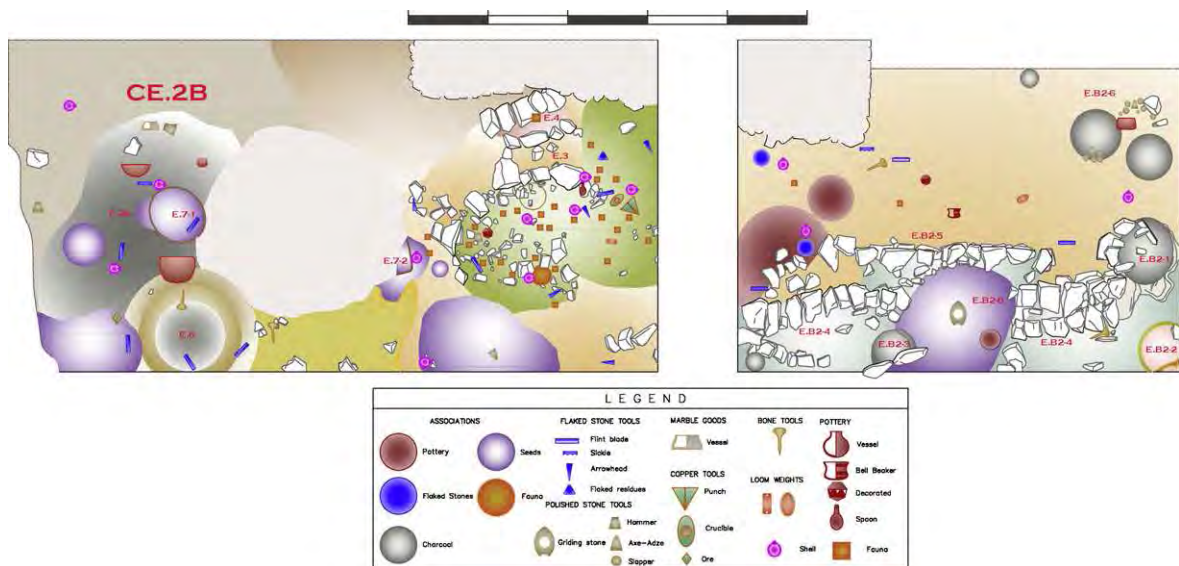 CE.2B
E.4
E.3
E.7-1
E.7-2
E.6
E.B2-6
E.B2-5
E.B2-1
E.B2-4
E.B2-3
E.B2-4
E.B2-2
LEGEND
ASSOCIATIONS
Pottery
Seeds
Flaked Stones
Fauna
Charcoal
FLAKED STONE TOOLS
Flint blade
Sickle
Arrowhead
Flaked residues
POLISHED STONE TOOLS
Griding stone
Hammer
Axe-Adze
Slapper
MARBLE GOODS
Vessel
COPPER TOOLS
Punch
Crucible
Ore
BONE TOOLS
LOOM WEIGHTS
Shell
POTTERY
Vessel
Bell Beaker
Decorated
Spoon
Fauna